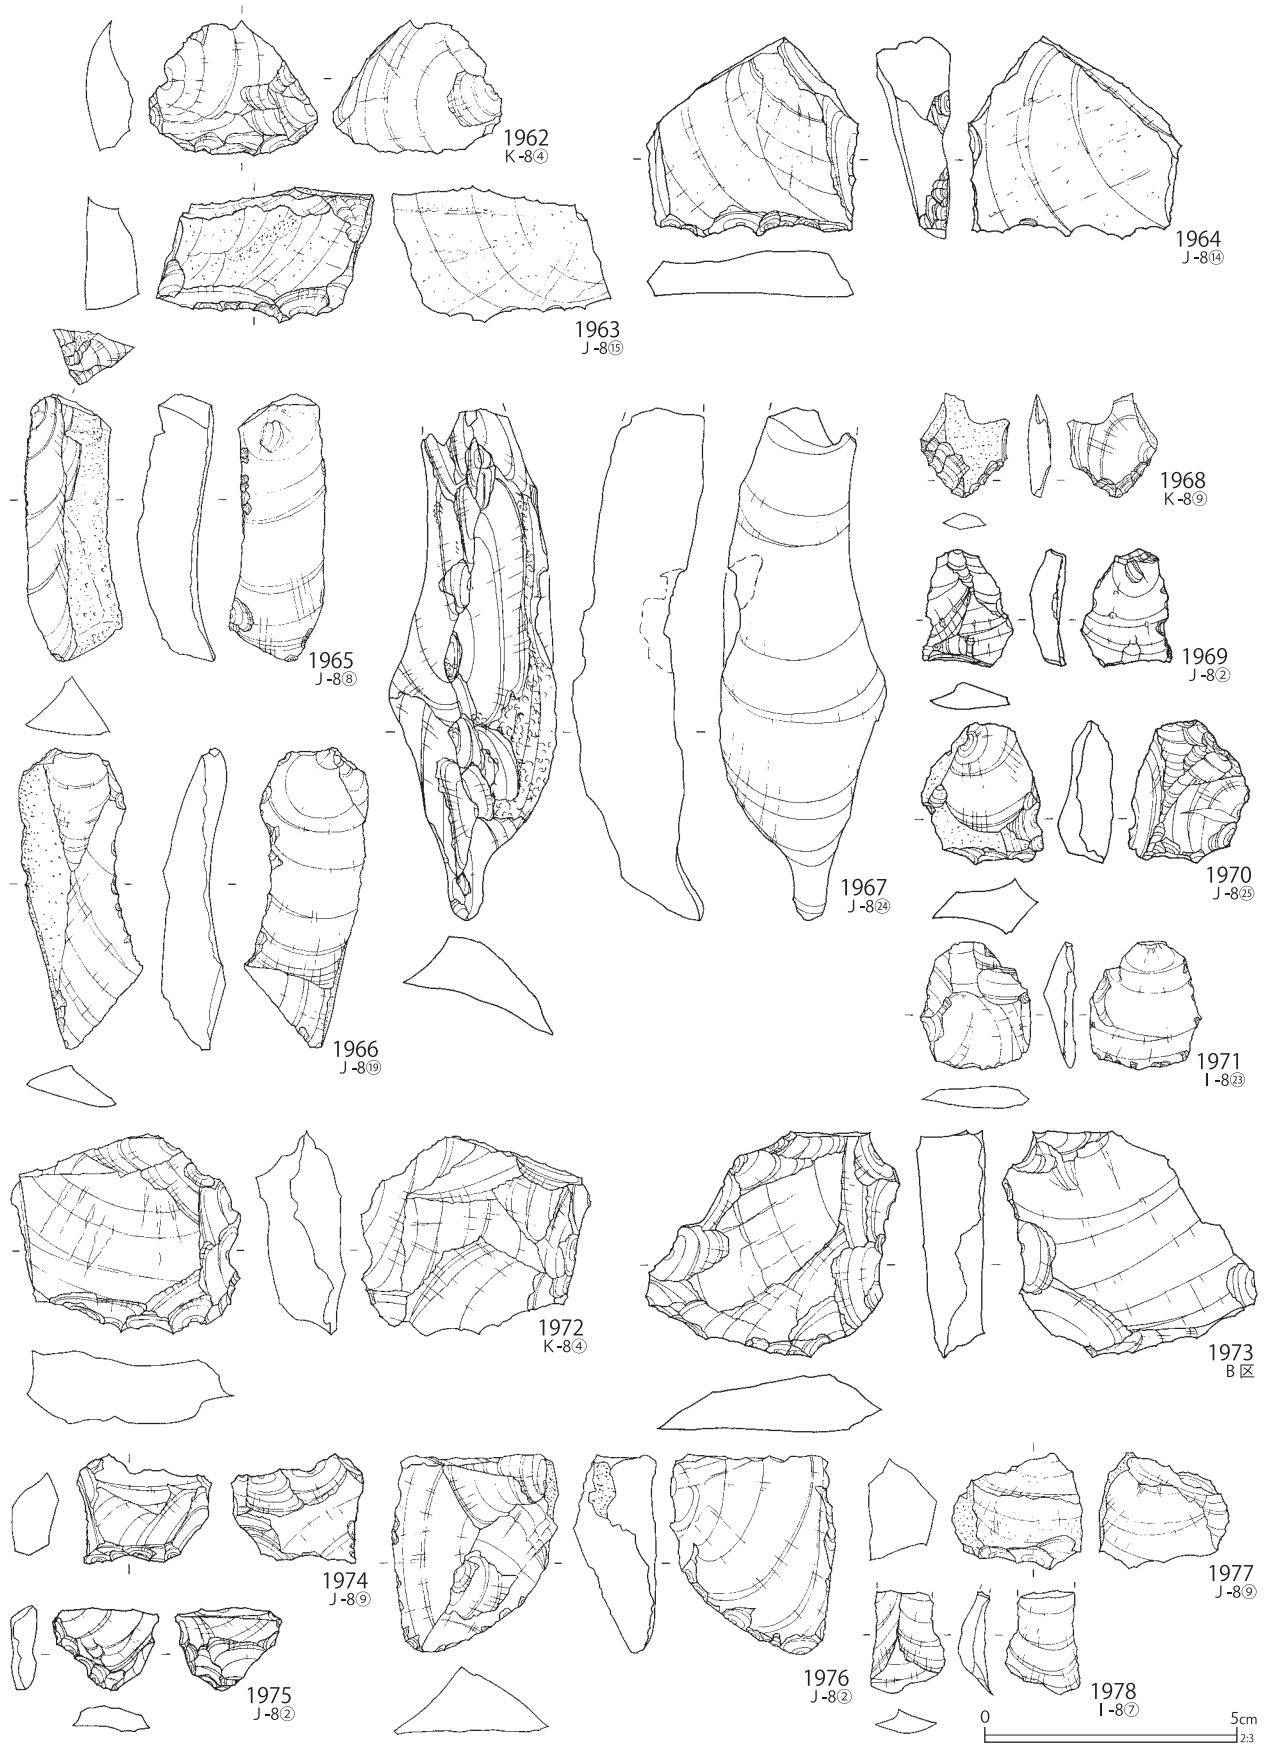 1962
K-8④
1964
J-8⑭
1963
J-8⑮
1965
J-8⑧
1968
K-8⑨
1969
J-8②
1967
J-8㉔
1970
J-8㉕
1966
J-8⑲
1971
I-8㉓
1972
K-8④
1973
B区
1974
J-8⑨
1977
J-8⑨
1975
J-8②
1976
J-8②
1978
I-8⑦
0 5cm
2:3